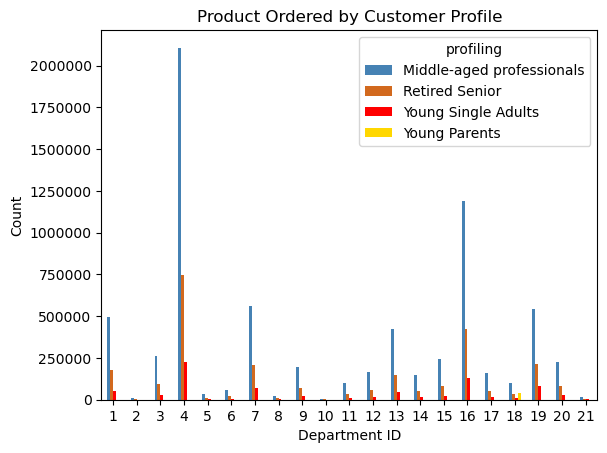 Product Ordered by Customer Profile
profiling
Middle-aged professionals
Retired Senior
Young Single Adults
Young Parents
Count
2000000
1750000
1500000
1250000
1000000
750000
500000
250000
0
1 2 3 4 5 6 7 8 9 10 11 12 13 14 15 16 17 18 19 20 21
Department ID